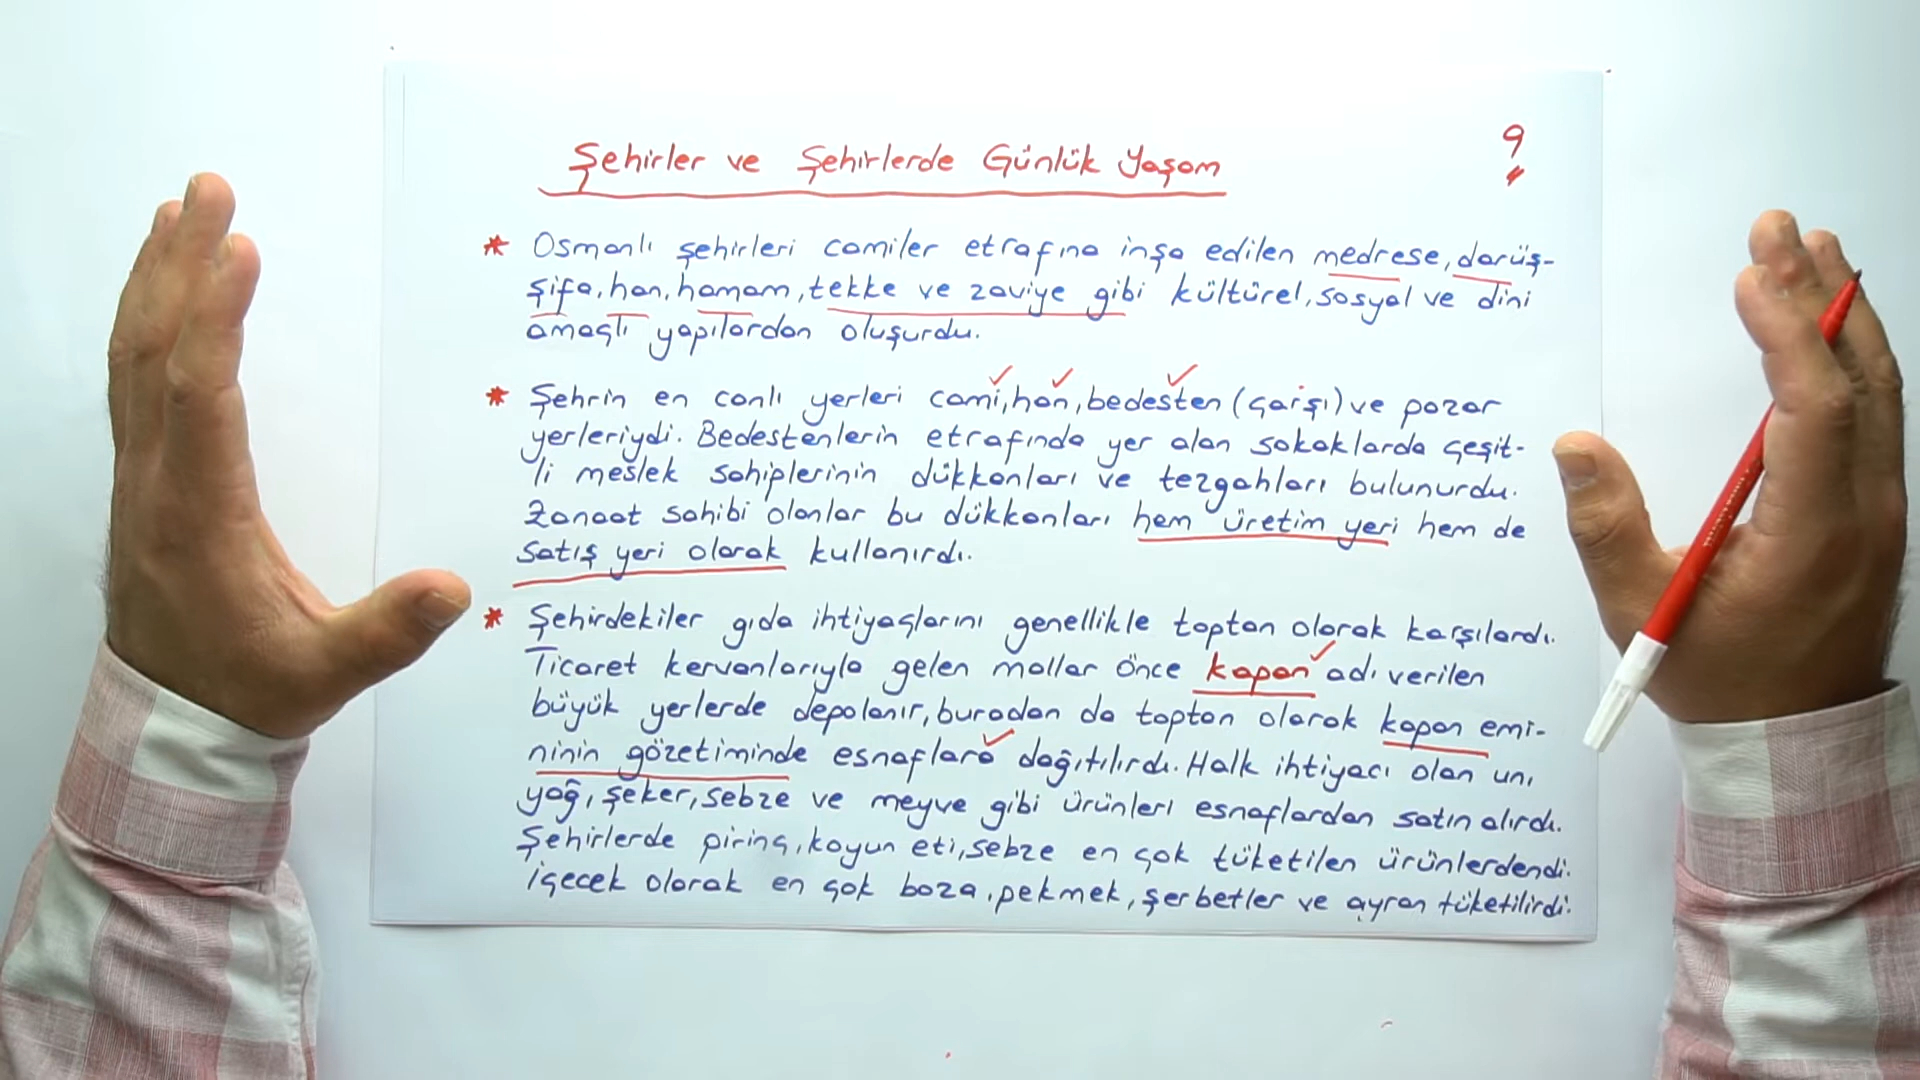 Şehirler ve Şehirlerde Günlük Yaşam
9
* Osmanlı şehirleri camiler etrafına inşa edilen medrese, darüş-
şifa, han, hamam, tekke ve zaviye gibi kültürel, sosyal ve dini
amaçlı yapılardan oluşurdu.
* Şehrin en canlı yerleri cami, han, bedesten (çarşı) ve pazar
yerleriydi. Bedestenlerin etrafında yer alan sokaklarda çeşit-
li meslek sahiplerinin dükkanları ve tezgahları bulunurdu.
Zanaat sahibi olanlar bu dükkanları hem üretim yeri hem de
satış yeri olarak kullanırdı.
* Şehirdekiler gıda ihtiyaçlarını genellikle toptan olarak karşılardı.
Ticaret kervanlarıyla gelen mallar önce kapan adı verilen
büyük yerlerde depolanır, buradan da toptan olarak kapan emi-
ninin gözetiminde esnaflara dağıtılırdı. Halk ihtiyacı olan un,
yağ, şeker, sebze ve meyve gibi ürünleri esnaflardan satın alırdı.
Şehirlerde pirinç, koyun eti, sebze en çok tüketilen ürünlerdendi.
İçecek olarak en çok boza, pekmek, şerbetler ve ayran tüketilirdi.